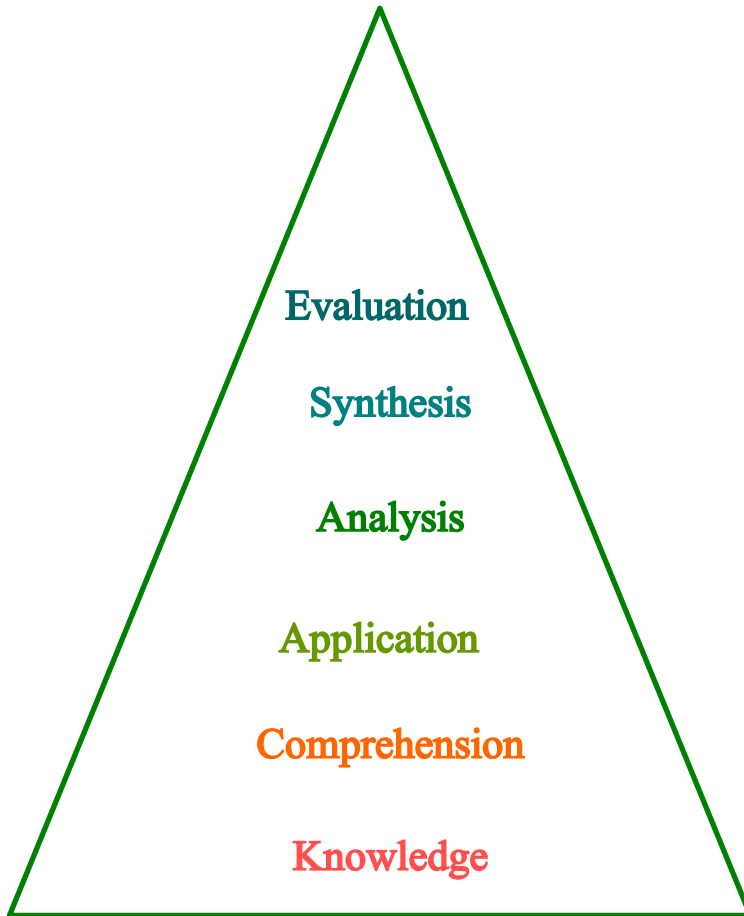 Evaluation
Synthesis
Analysis
Application
Comprehension
Knowledge